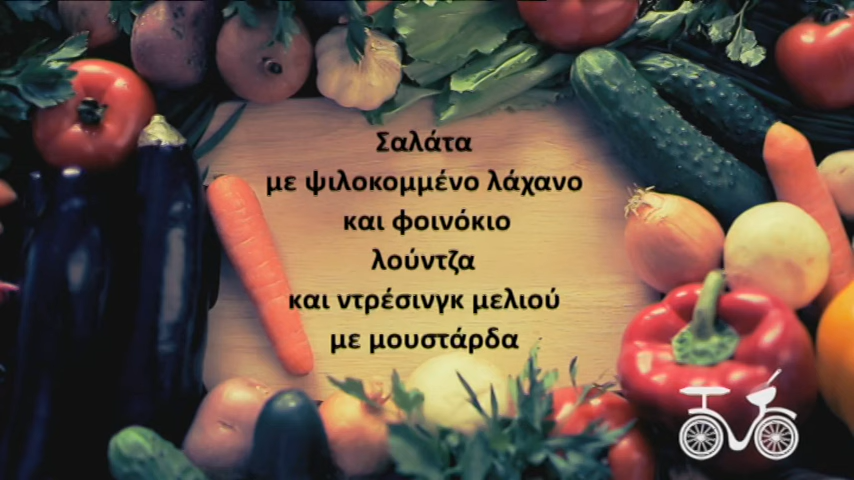 Σαλάτα
με ψιλοκομμένο λάχανο
και φοινόκιο
λούντζα
και ντρέσινγκ μελιού
με μουστάρδα